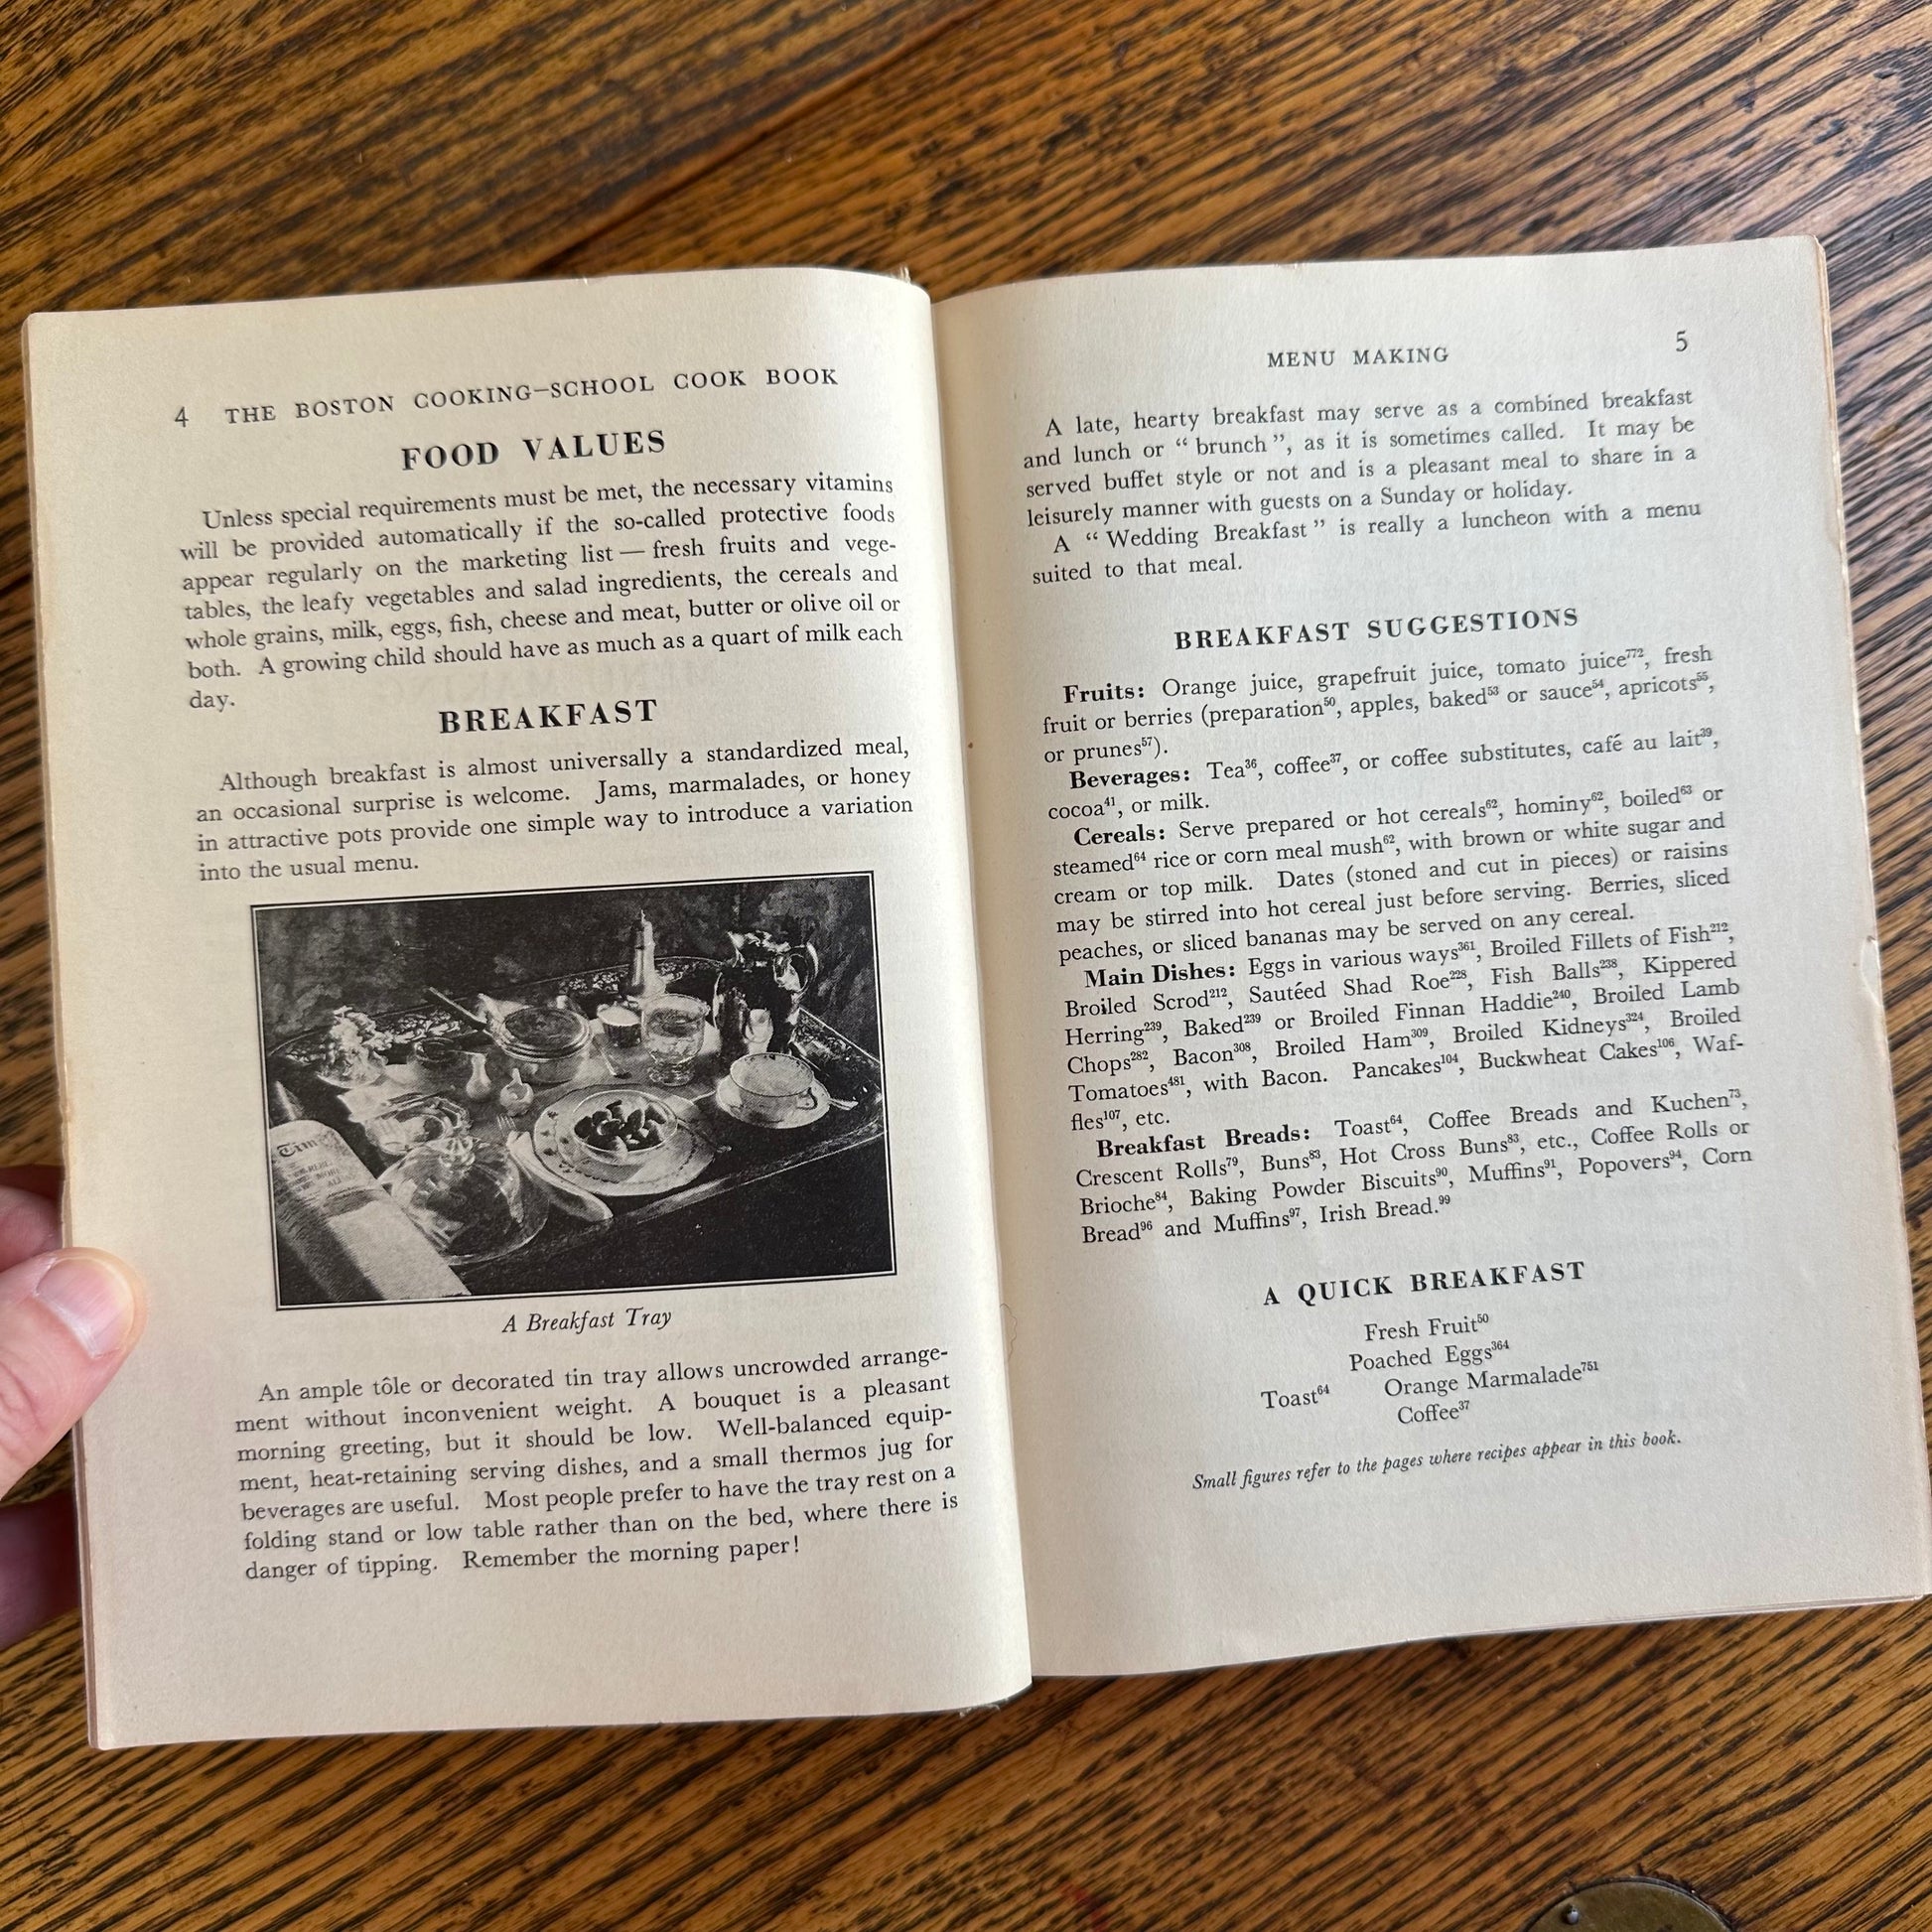 4 THE BOSTON COOKING–SCHOOL COOK BOOK
FOOD VALUES
Unless special requirements must be met, the necessary vitamins
will be provided automatically if the so-called protective foods
appear regularly on the marketing list — fresh fruits and vege-
tables, the leafy vegetables and salad ingredients, the cereals and
whole grains, milk, eggs, fish, cheese and meat, butter or olive oil or
both. A growing child should have as much as a quart of milk each
day.
BREAKFAST
Although breakfast is almost universally a standardized meal,
an occasional surprise is welcome. Jams, marmalades, or honey
in attractive pots provide one simple way to introduce a variation
into the usual menu.
Tim
A Breakfast Tray
An ample tôle or decorated tin tray allows uncrowded arrange-
ment without inconvenient weight. A bouquet is a pleasant
morning greeting, but it should be low. Well-balanced equip-
ment, heat-retaining serving dishes, and a small thermos jug for
beverages are useful. Most people prefer to have the tray rest on a
folding stand or low table rather than on the bed, where there is
danger of tipping. Remember the morning paper!
MENU MAKING 5
A late, hearty breakfast may serve as a combined breakfast
and lunch or “ brunch ”, as it is sometimes called. It may be
served buffet style or not and is a pleasant meal to share in a
leisurely manner with guests on a Sunday or holiday.
A “ Wedding Breakfast ” is really a luncheon with a menu
suited to that meal.
BREAKFAST SUGGESTIONS
Fruits: Orange juice, grapefruit juice, tomato juice⁷⁷², fresh
fruit or berries (preparation⁵⁰, apples, baked⁵³ or sauce⁵⁴, apricots⁵⁵,
or prunes⁵⁷).
Beverages: Tea³⁶, coffee³⁷, or coffee substitutes, café au lait³⁹,
cocoa⁴¹, or milk.
Cereals: Serve prepared or hot cereals⁶², hominy⁶², boiled⁶³ or
steamed⁶⁴ rice or corn meal mush⁶², with brown or white sugar and
cream or top milk. Dates (stoned and cut in pieces) or raisins
may be stirred into hot cereal just before serving. Berries, sliced
peaches, or sliced bananas may be served on any cereal.
Main Dishes: Eggs in various ways³⁶¹, Broiled Fillets of Fish²¹²,
Broiled Scrod²¹², Sautéed Shad Roe²²⁸, Fish Balls²³⁸, Kippered
Herring²³⁹, Baked²³⁹ or Broiled Finnan Haddie²⁴⁰, Broiled Lamb
Chops²⁸², Bacon³⁰⁸, Broiled Ham³⁰⁹, Broiled Kidneys³²⁴, Broiled
Tomatoes⁴⁸¹, with Bacon. Pancakes¹⁰⁴, Buckwheat Cakes¹⁰⁶, Waf-
fles¹⁰⁷, etc.
Breakfast Breads: Toast⁶⁴, Coffee Breads and Kuchen⁷³,
Crescent Rolls⁷⁹, Buns⁸³, Hot Cross Buns⁸³, etc., Coffee Rolls or
Brioche⁸⁴, Baking Powder Biscuits⁹⁰, Muffins⁹¹, Popovers⁹⁴, Corn
Bread⁹⁶ and Muffins⁹⁷, Irish Bread.⁹⁹
A QUICK BREAKFAST
Fresh Fruit⁵⁰
Poached Eggs³⁶⁴
Toast⁶⁴ Orange Marmalade⁷⁵¹
Coffee³⁷
Small figures refer to the pages where recipes appear in this book.